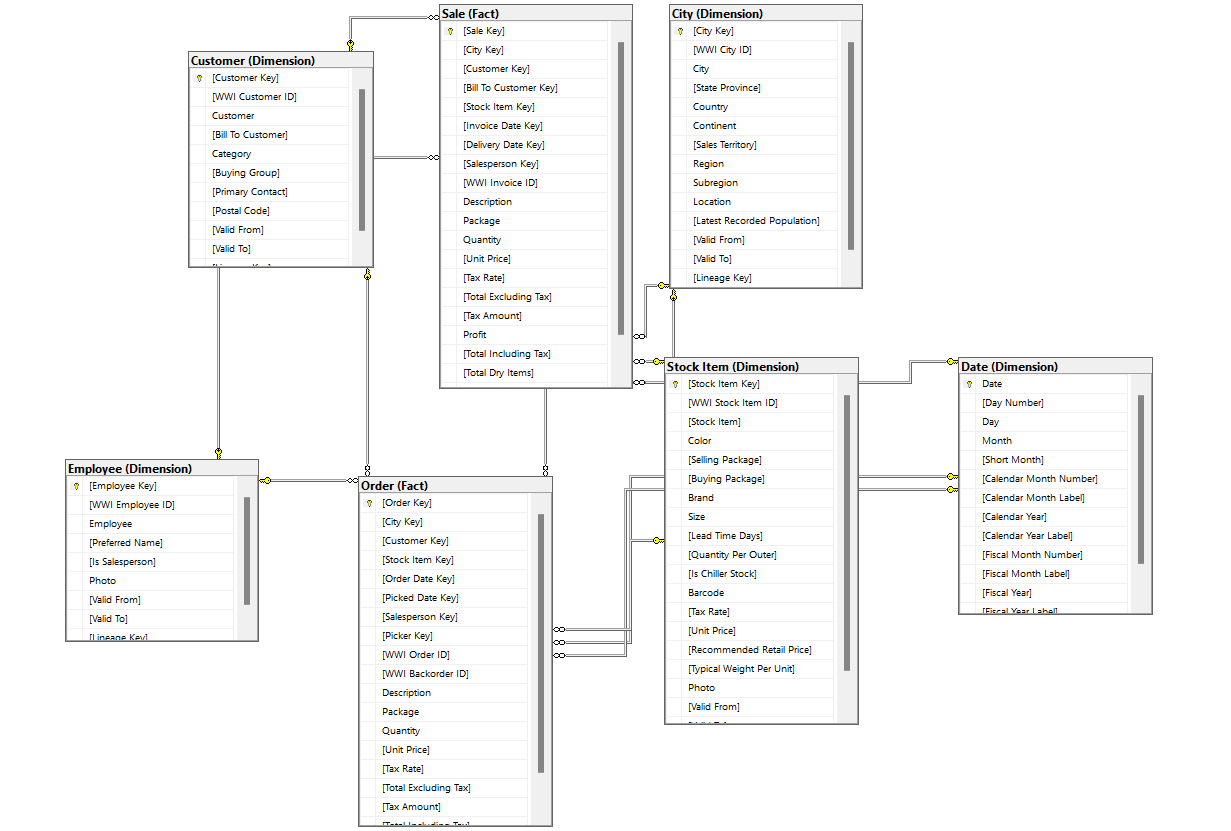 Sale (Fact)
[Sale Key]
[City Key]
[Customer Key]
[Bill To Customer Key]
[Stock Item Key]
[Invoice Date Key]
[Delivery Date Key]
[Salesperson Key]
[WWI Invoice ID]
Description
Package
Quantity
[Unit Price]
[Tax Rate]
[Total Excluding Tax]
[Tax Amount]
Profit
[Total Including Tax]
[Total Dry Items]
City (Dimension)
[City Key]
[WWI City ID]
City
[State Province]
Country
Continent
[Sales Territory]
Region
Subregion
Location
[Latest Recorded Population]
[Valid From]
[Valid To]
[Lineage Key]
Customer (Dimension)
[Customer Key]
[WWI Customer ID]
Customer
[Bill To Customer]
Category
[Buying Group]
[Primary Contact]
[Postal Code]
[Valid From]
[Valid To]
Stock Item (Dimension)
[Stock Item Key]
[WWI Stock Item ID]
[Stock Item]
Color
[Selling Package]
[Buying Package]
Brand
Size
[Lead Time Days]
[Quantity Per Outer]
[Is Chiller Stock]
Barcode
[Tax Rate]
[Unit Price]
[Recommended Retail Price]
[Typical Weight Per Unit]
Photo
[Valid From]
Date (Dimension)
Date
[Day Number]
Day
Month
[Short Month]
[Calendar Month Number]
[Calendar Month Label]
[Calendar Year]
[Calendar Year Label]
[Fiscal Month Number]
[Fiscal Month Label]
[Fiscal Year]
[Fiscal Year Label]
Employee (Dimension)
[Employee Key]
[WWI Employee ID]
Employee
[Preferred Name]
[Is Salesperson]
Photo
[Valid From]
[Valid To]
[Lineage Key]
Order (Fact)
[Order Key]
[City Key]
[Customer Key]
[Stock Item Key]
[Order Date Key]
[Picked Date Key]
[Salesperson Key]
[Picker Key]
[WWI Order ID]
[WWI Backorder ID]
Description
Package
Quantity
[Unit Price]
[Tax Rate]
[Total Excluding Tax]
[Tax Amount]
[Total Including Tax]